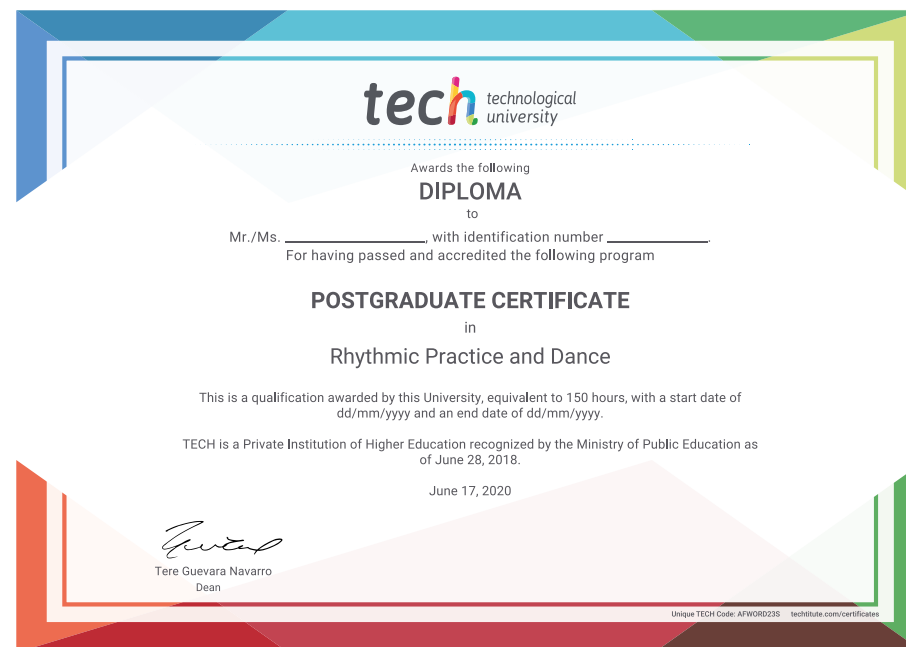 tech technological
university
Awards the following
DIPLOMA
to
Mr./Ms. ____________________, with identification number ______________.
For having passed and accredited the following program
POSTGRADUATE CERTIFICATE
in
Rhythmic Practice and Dance
This is a qualification awarded by this University, equivalent to 150 hours, with a start date of
dd/mm/yyyy and an end date of dd/mm/yyyy.
TECH is a Private Institution of Higher Education recognized by the Ministry of Public Education as
of June 28, 2018.
June 17, 2020
Tere Guevara Navarro
Dean
Unique TECH Code: AFWORD23S techtitute.com/certificates